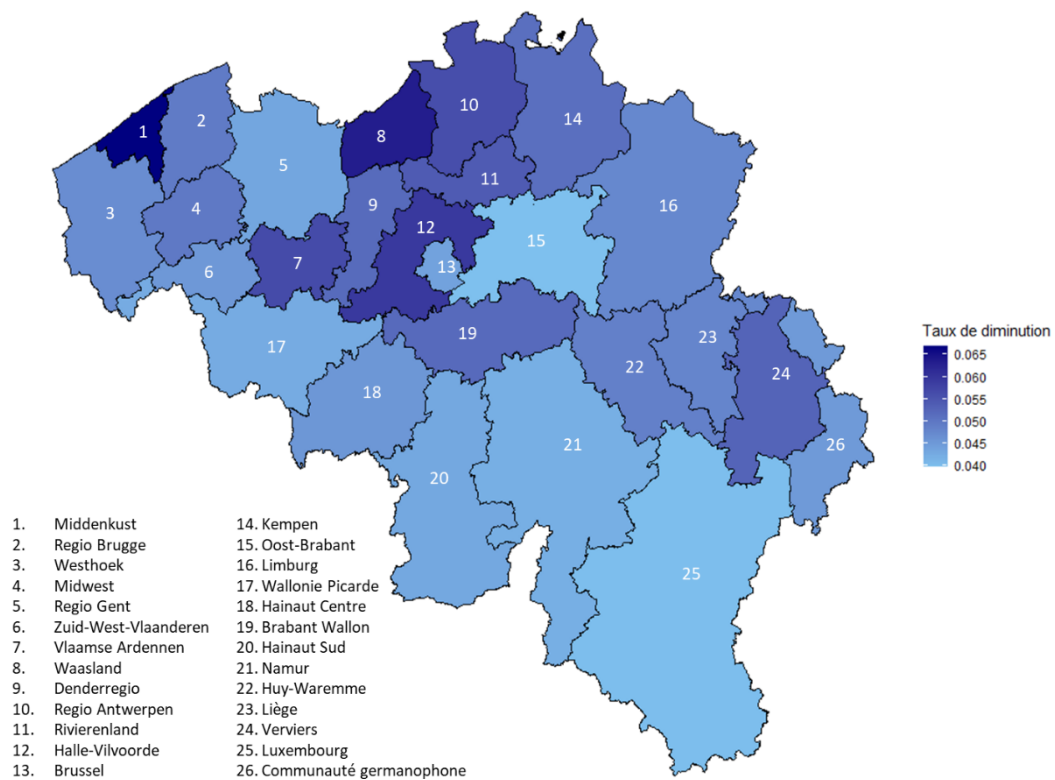 10
2
14
1
8
5
11
9
16
4
3
12
15
7
13
6
Taux de diminution
0.065
0.060
0.055
0.050
0.045
0.040
19
23
17
22
24
18
21
26
20
25
1. Middenkust
2. Regio Brugge
3. Westhoek
4. Midwest
5. Regio Gent
6. Zuid-West-Vlaanderen
7. Vlaamse Ardennen
8. Waasland
9. Denderregio
10. Regio Antwerpen
11. Rivierenland
12. Halle-Vilvoorde
13. Brussel
14. Kempen
15. Oost-Brabant
16. Limburg
17. Wallonie Picarde
18. Hainaut Centre
19. Brabant Wallon
20. Hainaut Sud
21. Namur
22. Huy-Waremme
23. Liège
24. Verviers
25. Luxembourg
26. Communauté germanophone